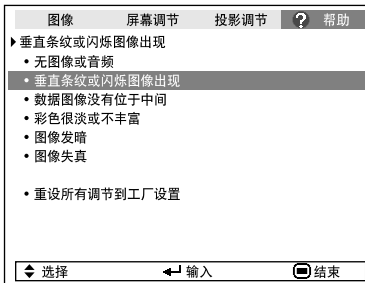 图像 屏幕调节 投影调节 ? 帮助
垂直条纹或闪烁图像出现
• 无图像或音频
• 垂直条纹或闪烁图像出现
• 数据图像没有位于中间
• 彩色很淡或不丰富
• 图像发暗
• 图像失真
• 重设所有调节到工厂设置
选择 输入 结束